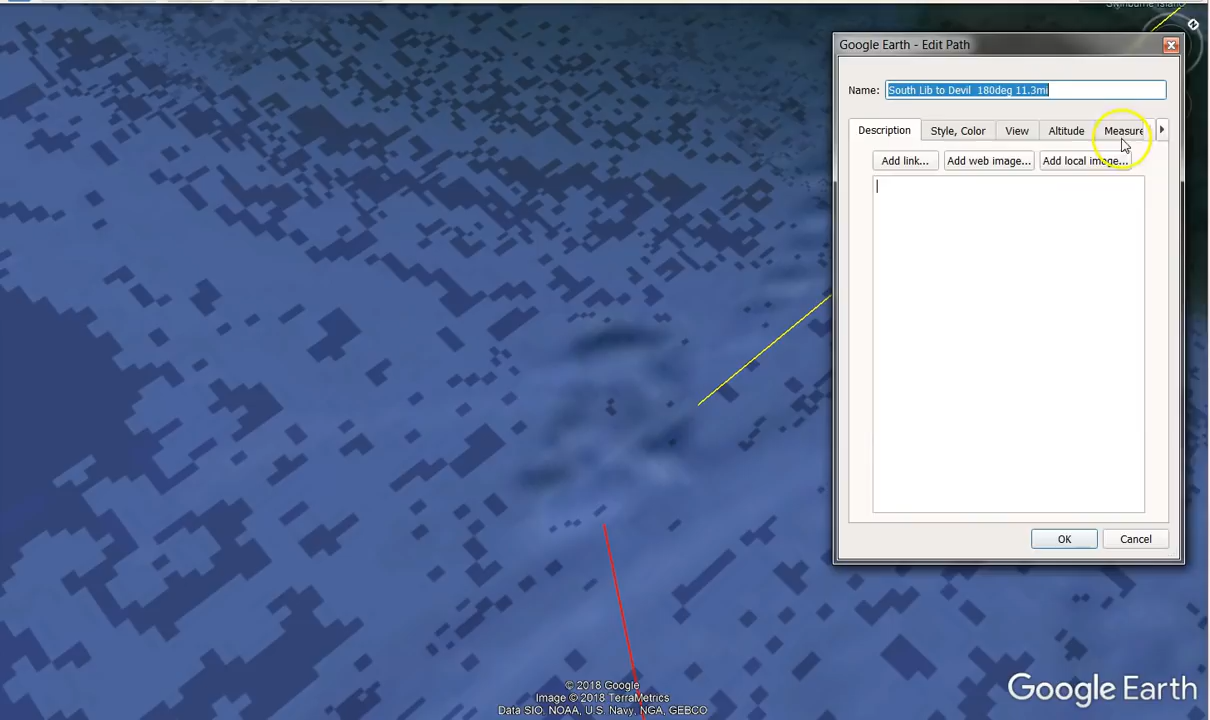 Google Earth - Edit Path
Name: South Lib to Devil 180deg 11.3mi
Description Style, Color View Altitude Measure
Add link... Add web image... Add local image...
OK Cancel
© 2018 Google
Image © 2018 TerraMetrics
Data SIO, NOAA, U.S. Navy, NGA, GEBCO
Google Earth